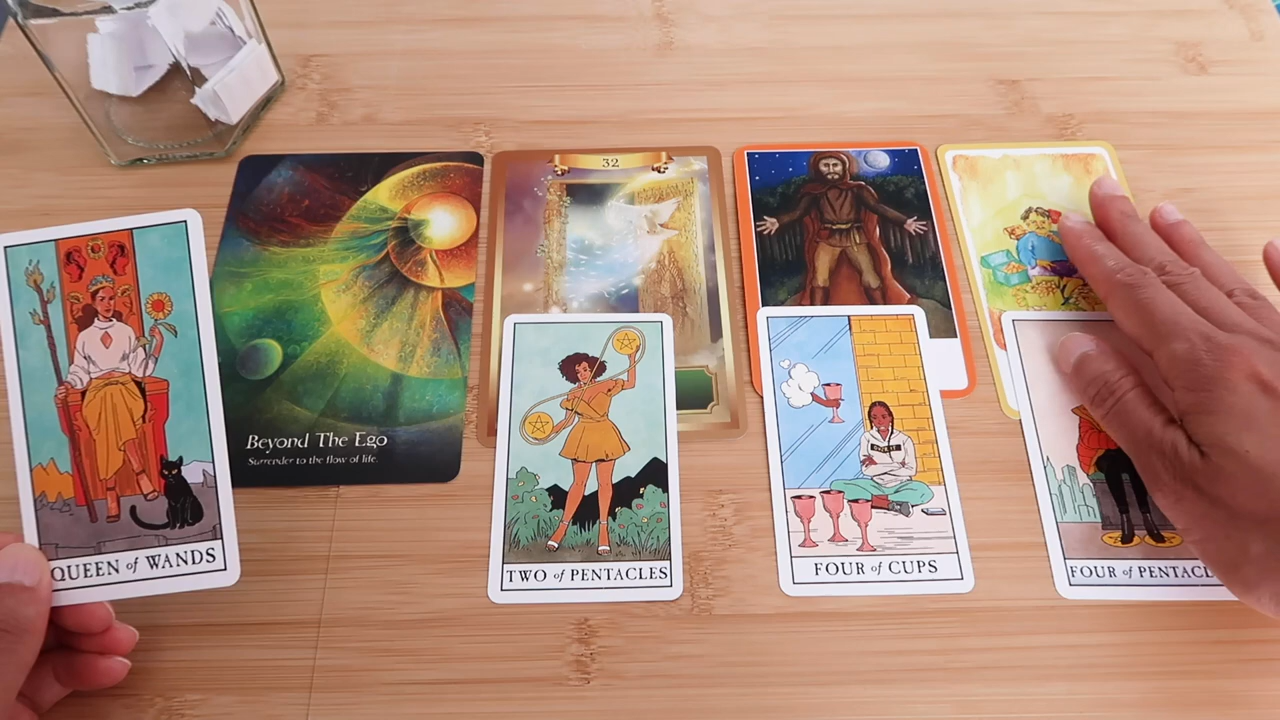 32
Beyond The Ego
Surrender to the flow of life.
QUEEN of WANDS
TWO of PENTACLES
FOUR of CUPS
FOUR of PENTACL